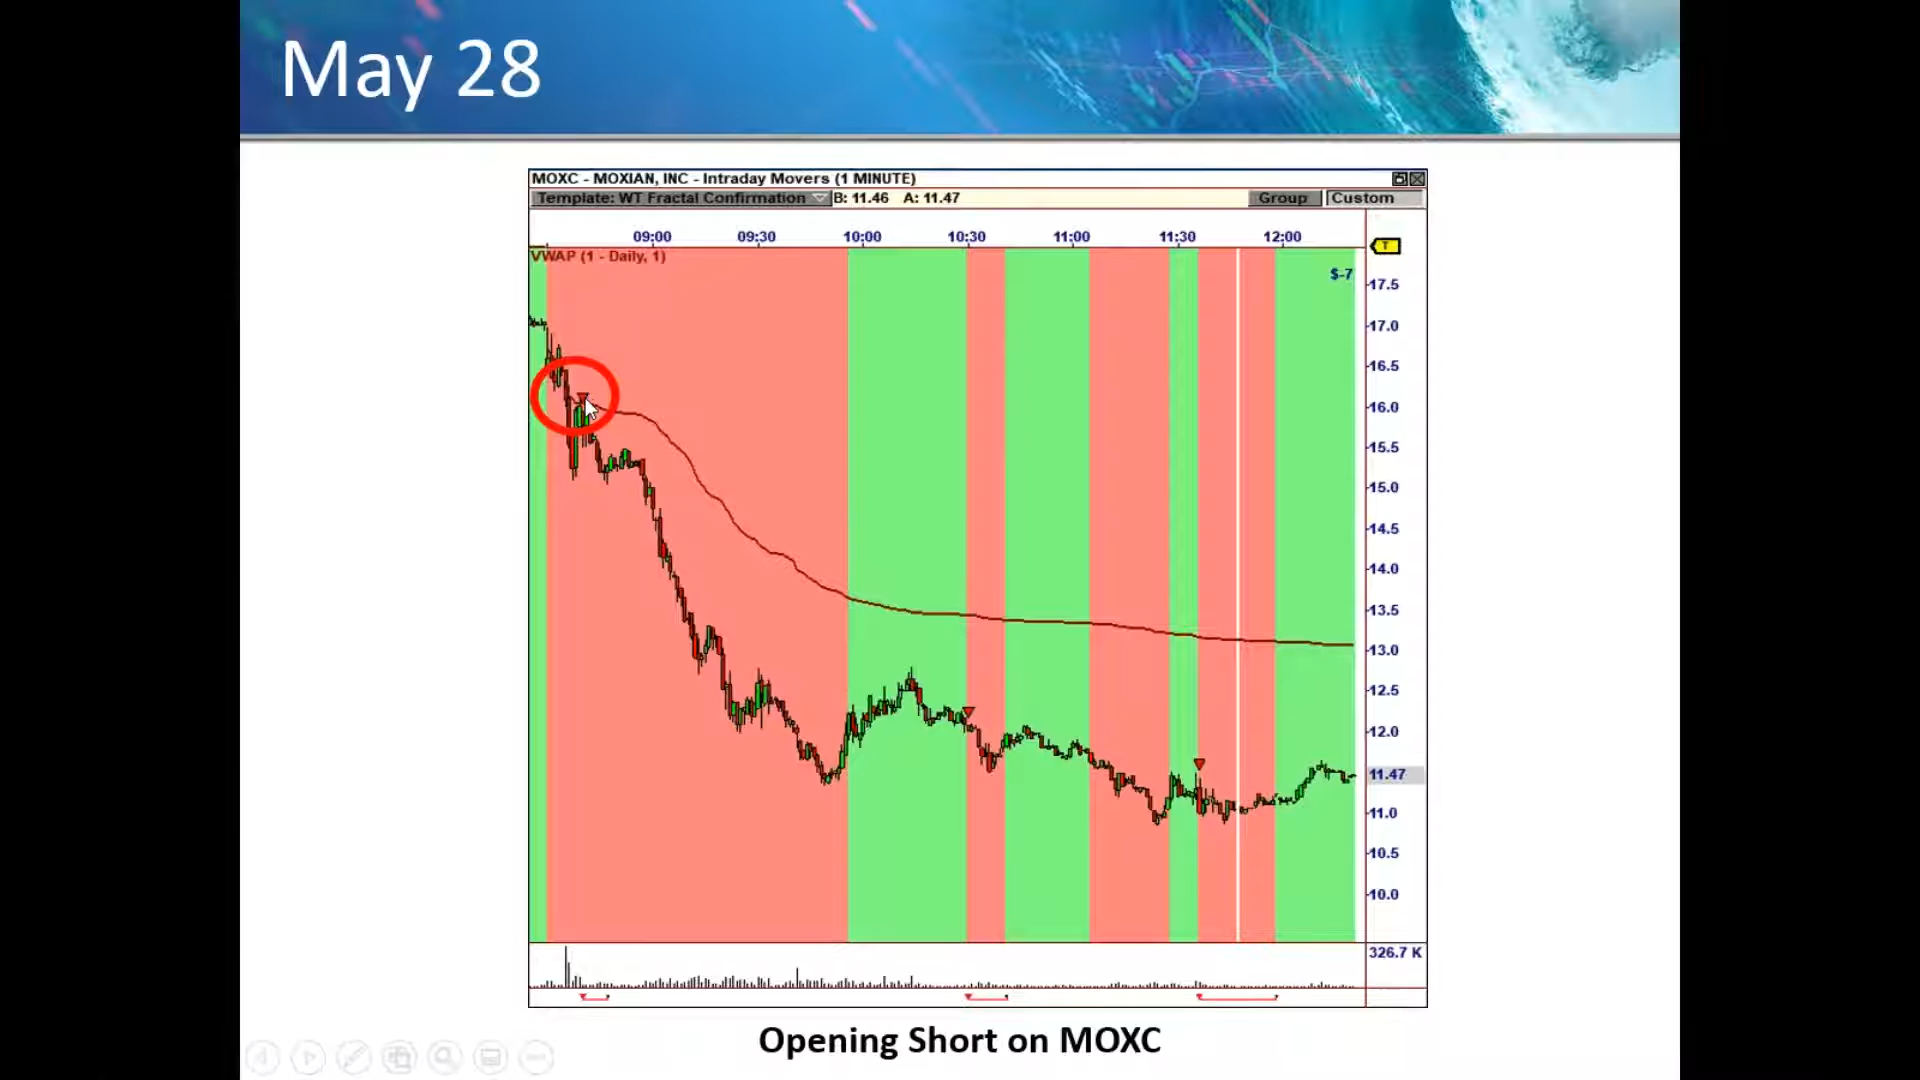 May 28
MOXC - MOXIAN, INC - Intraday Movers (1 MINUTE)
Template: WT Fractal Confirmation B: 11.46 A: 11.47 Group Custom
09:00 09:30 10:00 10:30 11:00 11:30 12:00
T
VWAP (1 - Daily, 1)
$-7
17.5
17.0
16.5
16.0
15.5
15.0
14.5
14.0
13.5
13.0
12.5
12.0
11.47
11.0
10.5
10.0
326.7 K
Opening Short on MOXC